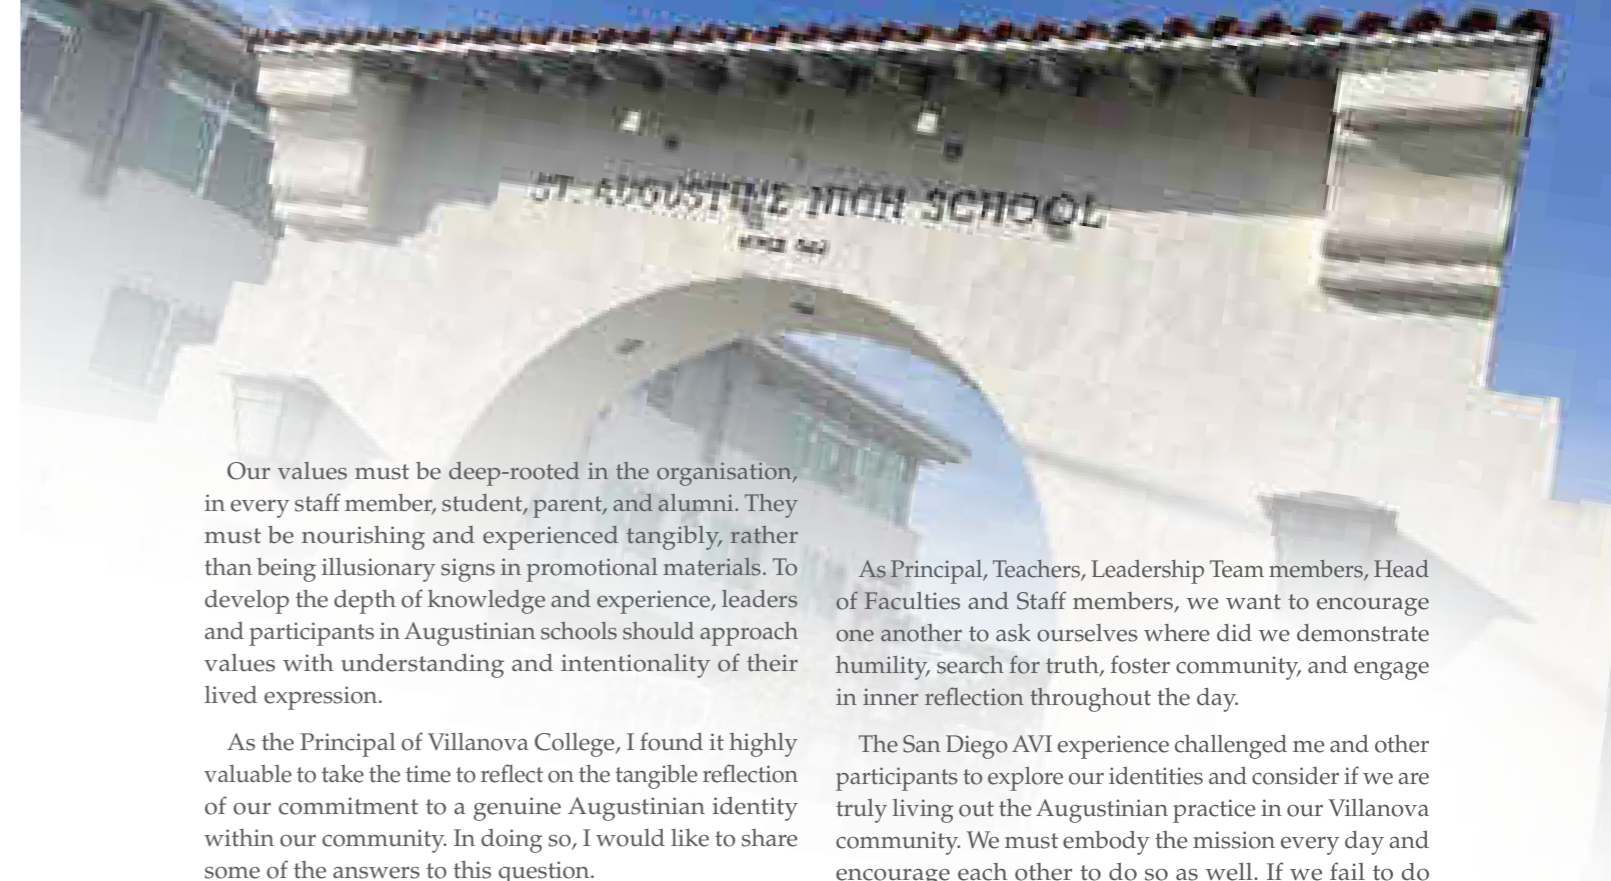 ST. AUGUSTINE HIGH SCHOOL
Our values must be deep-rooted in the organisation,
in every staff member, student, parent, and alumni. They
must be nourishing and experienced tangibly, rather
than being illusionary signs in promotional materials. To
develop the depth of knowledge and experience, leaders
and participants in Augustinian schools should approach
values with understanding and intentionality of their
lived expression.
As the Principal of Villanova College, I found it highly
valuable to take the time to reflect on the tangible reflection
of our commitment to a genuine Augustinian identity
within our community. In doing so, I would like to share
some of the answers to this question.
As Principal, Teachers, Leadership Team members, Head
of Faculties and Staff members, we want to encourage
one another to ask ourselves where did we demonstrate
humility, search for truth, foster community, and engage
in inner reflection throughout the day.
The San Diego AVI experience challenged me and other
participants to explore our identities and consider if we are
truly living out the Augustinian practice in our Villanova
community. We must embody the mission every day and
encourage each other to do so as well. If we fail to do